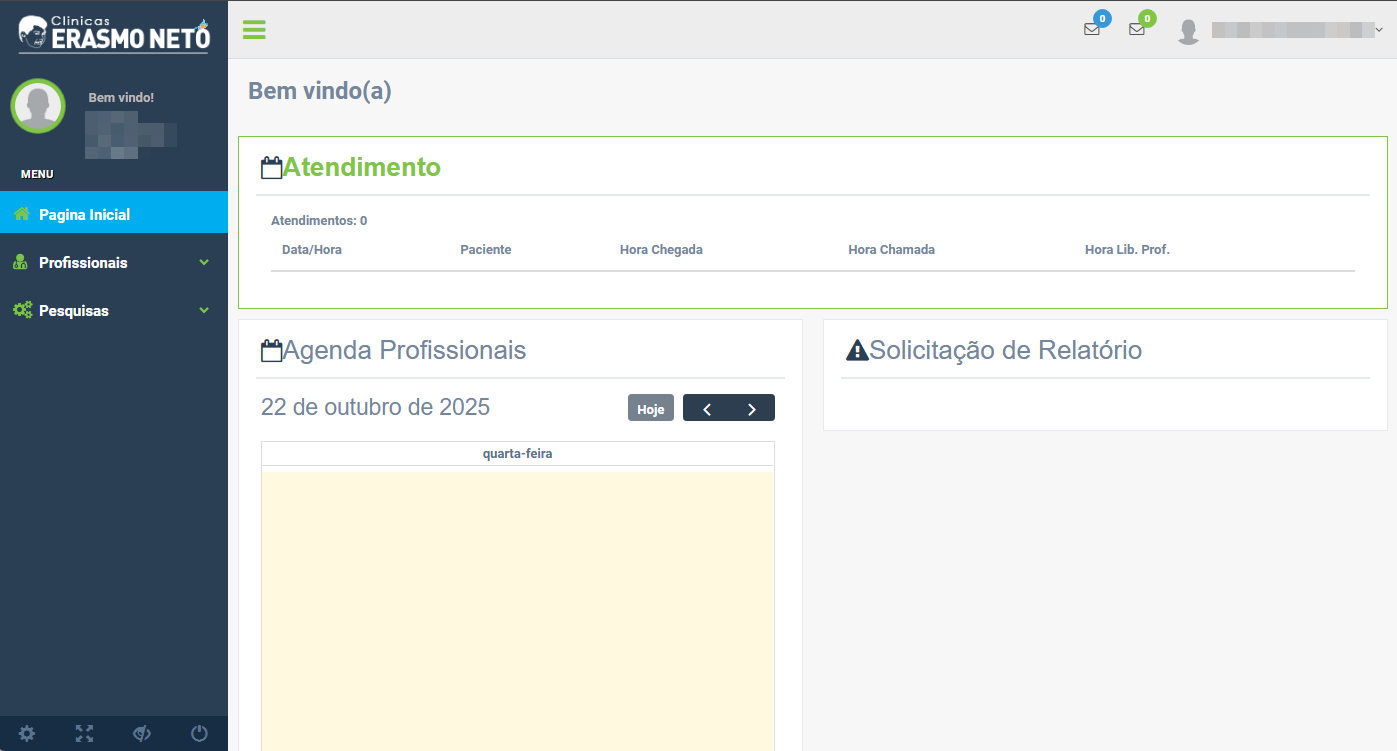 Clinicas
ERASMO NETO
0
0
Bem vindo!
MENU
Pagina Inicial
Profissionais
Pesquisas
Bem vindo(a)
Atendimento
Atendimentos: 0
Data/Hora Paciente Hora Chegada Hora Chamada Hora Lib. Prof.
Agenda Profissionais
22 de outubro de 2025 Hoje
quarta-feira
Solicitação de Relatório